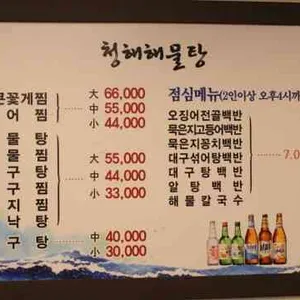 청해해물탕
큰꽃게찜 大 66,000
어 찜 中 55,000
小 44,000
물 탕
물 찜 大 55,000
구 탕 中 44,000
구 찜 小 33,000
지 찜
낙 탕
구 탕 中 40,000
小 30,000
점심메뉴(2인이상 오후4시까
오징어전골백반
묵은지고등어백반
묵은지꽁치백반
대구섞어탕백반
대구탕백반
알탕백반
해물칼국수
7.0